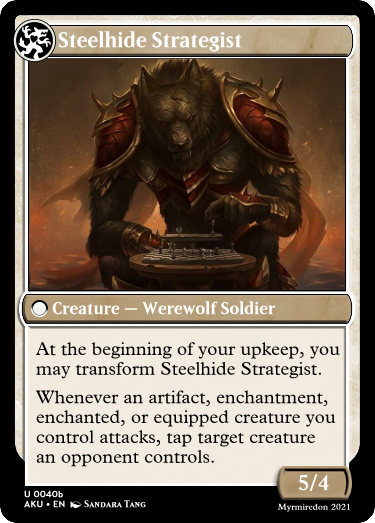 Steelhide Strategist
Creature — Werewolf Soldier
At the beginning of your upkeep, you
may transform Steelhide Strategist.
Whenever an artifact, enchantment,
enchanted, or equipped creature you
control attacks, tap target creature
an opponent controls.
5/4
U 0040b
AKU • EN Sandara Tang
Myrmiredon 2021